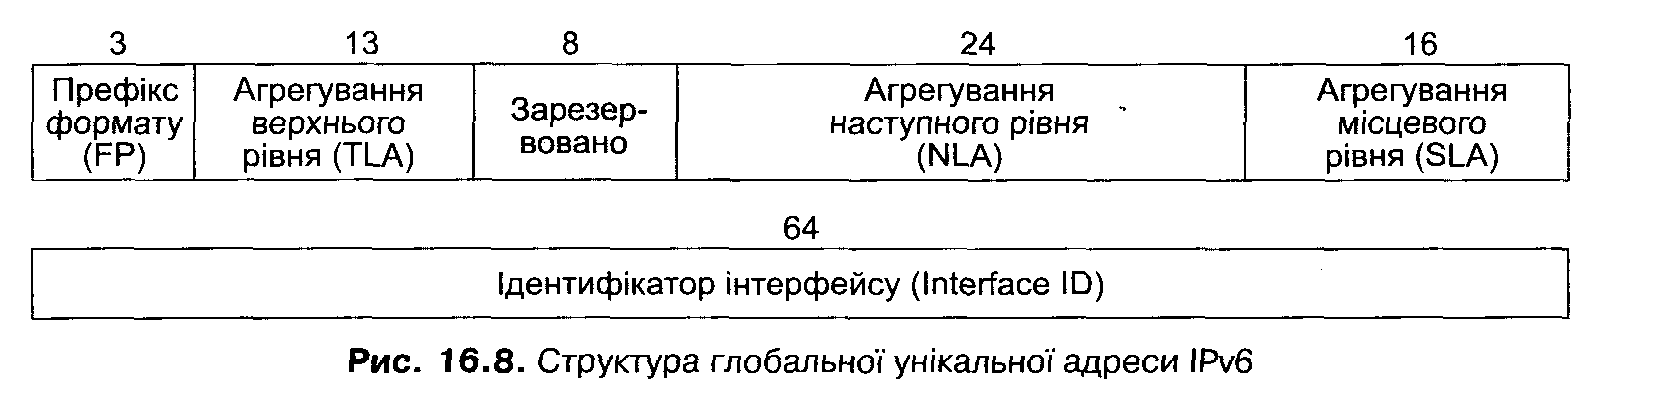 3 13 8 24 16
Префікс формату (FP)
Агрегування верхнього рівня (TLA)
Зарезер-
вовано
Агрегування наступного рівня (NLA)
Агрегування місцевого рівня (SLA)
64
Ідентифікатор інтерфейсу (Interface ID)
Рис. 16.8. Структура глобальної унікальної адреси IPv6